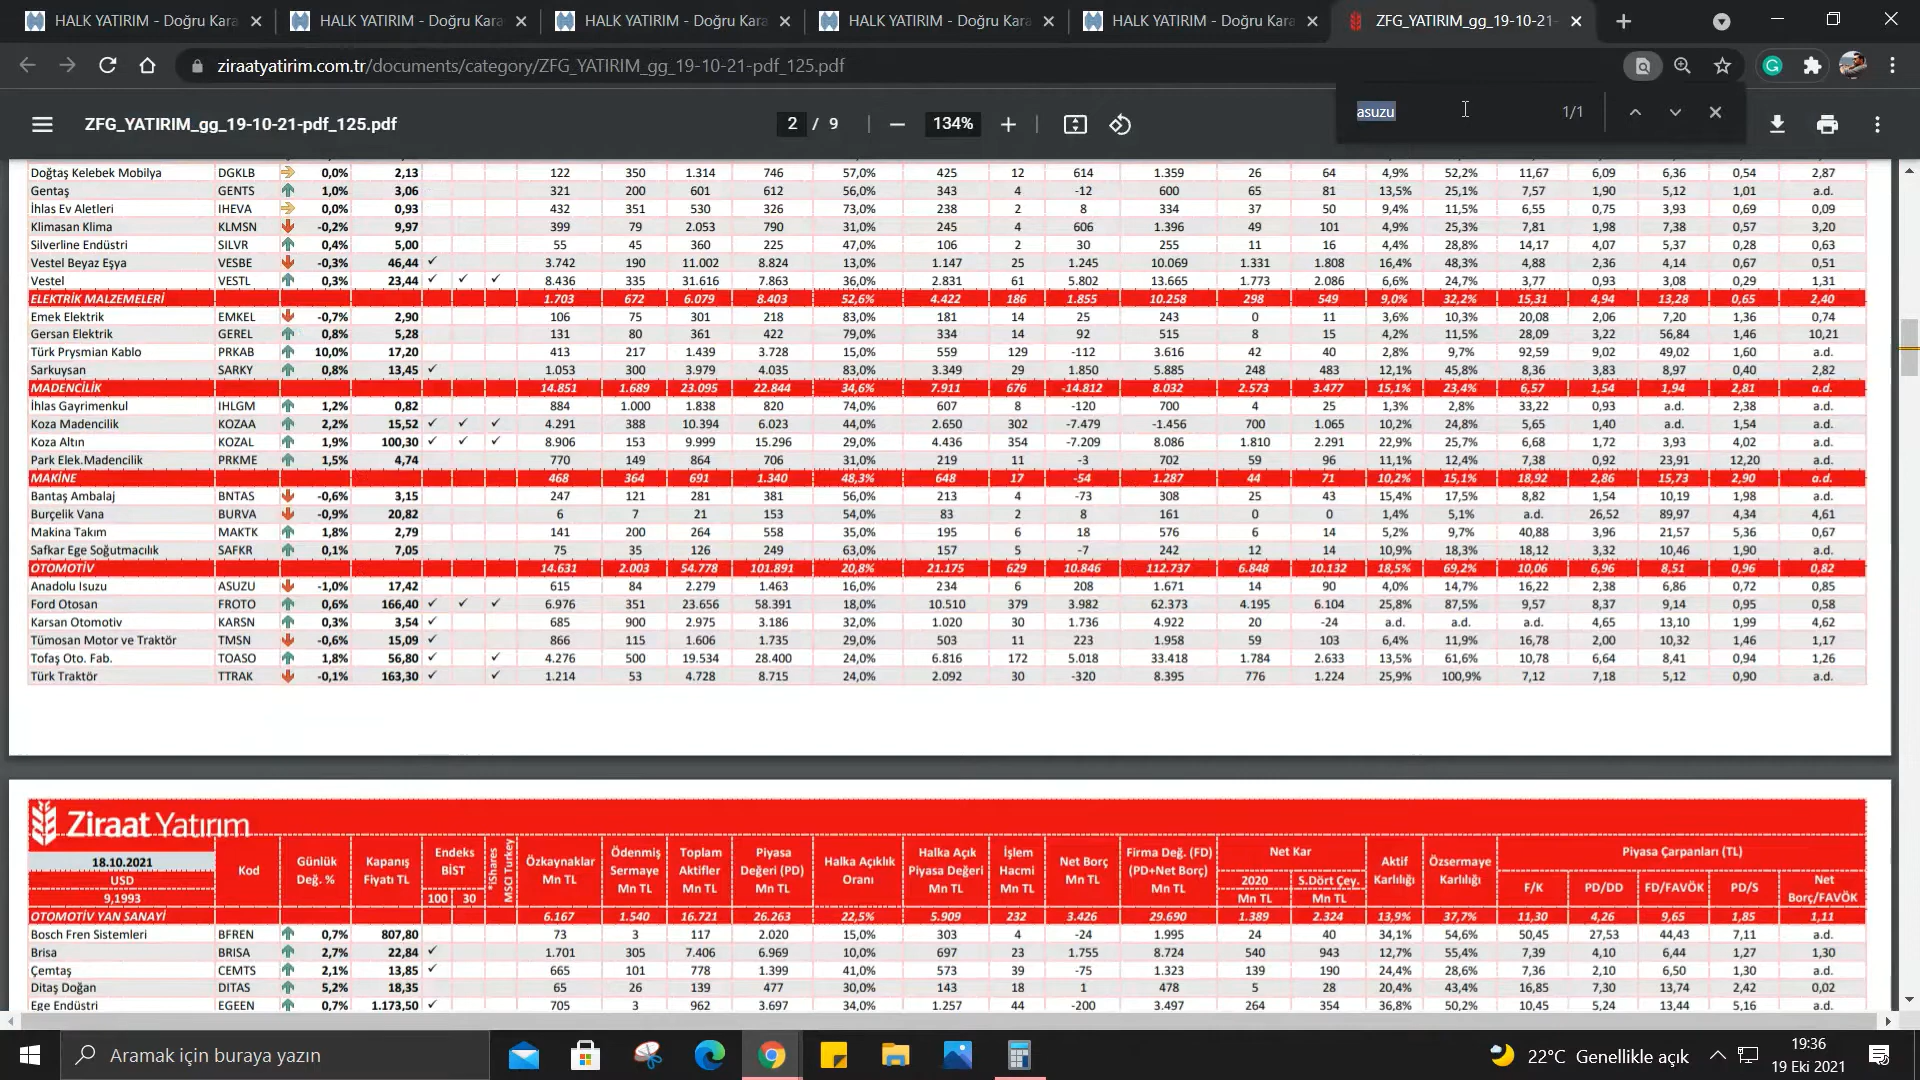 HALK YATIRIM - Doğru Kara
HALK YATIRIM - Doğru Kara
HALK YATIRIM - Doğru Kara
HALK YATIRIM - Doğru Kara
HALK YATIRIM - Doğru Kara
ZFG_YATIRIM_gg_19-10-21-
ziraatyatirim.com.tr/documents/category/ZFG_YATIRIM_gg_19-10-21-pdf_125.pdf
asuzu 1/1
ZFG_YATIRIM_gg_19-10-21-pdf_125.pdf 2 / 9 134%
Doğtaş Kelebek Mobilya DGKLB 0,0% 2,13 122 350 1.314 746 57,0% 425 12 614 1.359 26 64 4,9% 52,2% 11,67 6,09 6,36 0,54 2,87
Gentaş GENTS 1,0% 3,06 321 200 601 612 56,0% 343 4 -12 600 65 81 13,5% 25,1% 7,57 1,90 5,12 1,01 a.d.
İhlas Ev Aletleri IHEVA 0,0% 0,93 432 351 530 326 73,0% 238 2 8 334 37 50 9,4% 11,5% 6,55 0,75 3,93 0,69 0,09
Klimasan Klima KLMSN -0,2% 9,97 399 79 2.053 790 31,0% 245 4 606 1.396 49 101 4,4% 25,3% 7,81 1,98 7,38 0,57 3,20
Silverline Endüstri SILVR 0,4% 5,00 55 45 360 225 47,0% 106 2 30 255 11 16 4,4% 28,8% 14,17 4,07 5,37 0,28 0,63
Vestel Beyaz Eşya VESBE -0,3% 46,44 ✓ 3.742 190 11.002 8.824 13,0% 1.147 25 1.245 10.069 1.331 1.808 16,4% 48,3% 4,88 2,36 4,14 0,67 0,51
Vestel VESTL 0,3% 23,44 ✓ ✓ ✓ 8.436 335 31.616 7.863 36,0% 2.831 61 5.802 13.665 1.773 2.086 6,6% 24,7% 3,77 0,93 3,08 0,29 1,31
ELEKTRİK MALZEMELERİ 1.703 672 6.079 8.403 52,6% 4.422 186 1.855 10.258 298 549 9,0% 32,2% 15,31 4,94 13,28 0,65 2,40
Emek Elektrik EMKEL -0,7% 2,90 106 75 301 218 83,0% 181 14 25 243 0 11 3,6% 10,3% 20,08 2,06 7,20 1,36 0,74
Gersan Elektrik GEREL 0,8% 5,28 131 80 361 422 79,0% 334 14 92 515 8 15 4,2% 11,5% 28,09 3,22 56,84 1,46 10,21
Türk Prysmian Kablo PRKAB 10,0% 17,20 413 217 1.439 3.728 15,0% 559 129 -112 3.616 42 40 2,8% 9,7% 92,59 9,02 49,02 1,60 a.d.
Sarkuysan SARKY 0,8% 13,45 ✓ 1.053 300 3.979 4.035 83,0% 3.349 29 1.850 5.885 248 483 12,1% 45,8% 8,36 3,83 8,97 0,40 2,82
MADENCİLİK 14.851 1.689 23.095 22.844 34,6% 7.911 676 -14.812 8.032 2.573 3.477 15,1% 23,4% 6,57 1,54 1,94 2,81 a.d.
İhlas Gayrimenkul IHLGM 1,2% 0,82 884 1.000 1.838 820 74,0% 607 8 -120 700 4 25 1,3% 2,8% 33,22 0,93 a.d. 2,38 a.d.
Koza Madencilik KOZAA 2,2% 15,52 ✓ ✓ ✓ 4.291 388 10.394 6.023 44,0% 2.650 302 -7.479 -1.456 700 1.065 10,2% 24,8% 5,65 1,40 a.d. 1,54 a.d.
Koza Altın KOZAL 1,9% 100,30 ✓ ✓ ✓ 8.906 153 9.999 15.296 29,0% 4.436 354 -7.209 8.086 1.810 2.291 22,9% 25,7% 6,68 1,72 3,93 4,02 a.d.
Park Elek.Madencilik PRKME 1,5% 4,74 770 149 864 706 31,0% 219 11 -3 702 59 96 11,1% 12,4% 7,38 0,92 23,91 12,20 a.d.
MAKİNE 468 364 691 1.340 48,3% 648 17 -54 1.287 44 71 10,2% 15,1% 18,92 2,86 15,73 2,90 a.d.
Bantaş Ambalaj BNTAS -0,6% 3,15 247 121 281 381 56,0% 213 4 -73 308 25 43 15,4% 17,5% 8,82 1,54 10,19 1,98 a.d.
Burçelik Vana BURVA -0,9% 20,82 6 7 21 153 54,0% 83 2 8 161 0 0 1,4% 5,1% a.d. 26,52 89,97 4,34 4,61
Makina Takım MAKTK 1,8% 2,79 141 200 264 558 35,0% 195 6 18 576 6 14 5,2% 9,7% 40,88 3,96 21,57 5,36 0,67
Safkar Ege Soğutmacılık SAFKR 0,1% 7,05 75 35 126 249 63,0% 157 5 -7 242 12 14 10,9% 18,3% 18,12 3,32 10,46 1,90 a.d.
OTOMOTİV 14.631 2.003 54.778 101.891 20,8% 21.175 629 10.846 112.737 6.848 10.132 18,5% 69,2% 10,06 6,96 8,51 0,96 0,82
Anadolu Isuzu ASUZU -1,0% 17,42 615 84 2.279 1.463 16,0% 234 6 208 1.671 14 90 4,0% 14,7% 16,22 2,38 6,86 0,72 0,85
Ford Otosan FROTO 0,6% 166,40 ✓ ✓ ✓ 6.976 351 23.656 58.391 18,0% 10.510 379 3.982 62.373 4.195 6.104 25,8% 87,5% 9,57 8,37 9,14 0,95 0,58
Karsan Otomotiv KARSN 0,3% 3,54 ✓ 685 900 2.975 3.186 32,0% 1.020 30 1.736 4.922 20 -24 a.d. a.d. a.d. 4,65 13,10 1,99 4,62
Tümosan Motor ve Traktör TMSN -0,6% 15,09 ✓ 866 115 1.606 1.735 29,0% 503 11 223 1.958 59 103 6,4% 11,9% 16,78 2,00 10,32 1,46 1,17
Tofaş Oto. Fab. TOASO 1,8% 56,80 ✓ ✓ 4.276 500 19.534 28.400 24,0% 6.816 172 5.018 33.418 1.784 2.633 13,5% 61,6% 10,78 6,64 8,41 0,94 1,26
Türk Traktör TTRAK -0,1% 163,30 ✓ ✓ 1.214 53 4.728 8.715 24,0% 2.092 30 -320 8.395 776 1.224 25,9% 100,9% 7,12 7,18 5,12 0,90 a.d.
Ziraat Yatırım
18.10.2021
USD
9,1993
Kod
Günlük Değ. %
Kapanış Fiyatı TL
Endeks BİST
100 30
*iShares MSCI Turkey
Özkaynaklar Mn TL
Ödenmiş Sermaye Mn TL
Toplam Aktifler Mn TL
Piyasa Değeri (PD) Mn TL
Halka Açıklık Oranı
Halka Açık Piyasa Değeri Mn TL
İşlem Hacmi Mn TL
Net Borç Mn TL
Firma Değ. (FD) (PD+Net Borç) Mn TL
Net Kar
2020 Mn TL
S.Dört Çey. Mn TL
Aktif Karlılığı
Özsermaye Karlılığı
Piyasa Çarpanları (TL)
F/K PD/DD FD/FAVÖK PD/S Net Borç/FAVÖK
OTOMOTİV YAN SANAYİ 6.167 1.540 16.721 26.263 22,5% 5.909 232 3.426 29.690 1.389 2.324 13,9% 37,7% 11,30 4,26 9,65 1,85 1,11
Bosch Fren Sistemleri BFREN 0,7% 807,80 73 3 117 2.020 15,0% 303 4 -24 1.995 24 40 34,1% 54,6% 50,45 27,53 44,43 7,11 a.d.
Brisa BRISA 2,7% 22,84 ✓ 1.701 305 7.406 6.969 10,0% 697 23 1.755 8.724 540 943 12,7% 55,4% 7,39 4,10 6,44 1,27 1,30
Çemtaş CEMTS 2,1% 13,85 ✓ 665 101 778 1.399 41,0% 573 39 -75 1.323 139 190 24,4% 28,6% 7,36 2,10 6,50 1,30 a.d.
Ditaş Doğan DITAS 5,2% 18,35 65 26 139 477 30,0% 143 18 1 478 5 28 20,4% 43,4% 16,85 7,30 13,74 2,42 0,02
Ege Endüstri EGEEN 0,7% 1.173,50 ✓ 705 3 962 3.697 34,0% 1.257 44 -200 3.497 264 354 36,8% 50,2% 10,45 5,24 13,44 5,16 a.d.
Aramak için buraya yazın
22°C Genellikle açık
19:36
19 Eki 2021